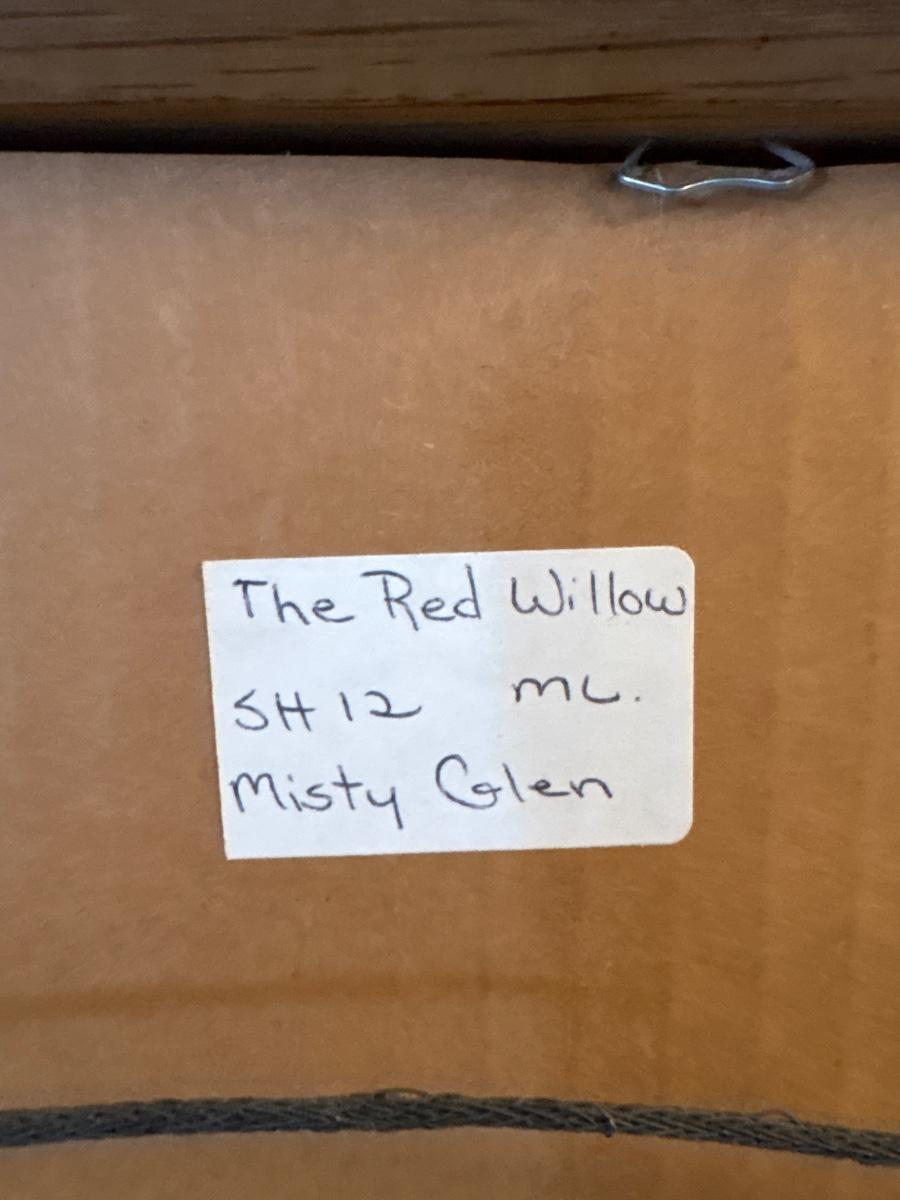 The Red Willow
SH 12 ML.
Misty Glen